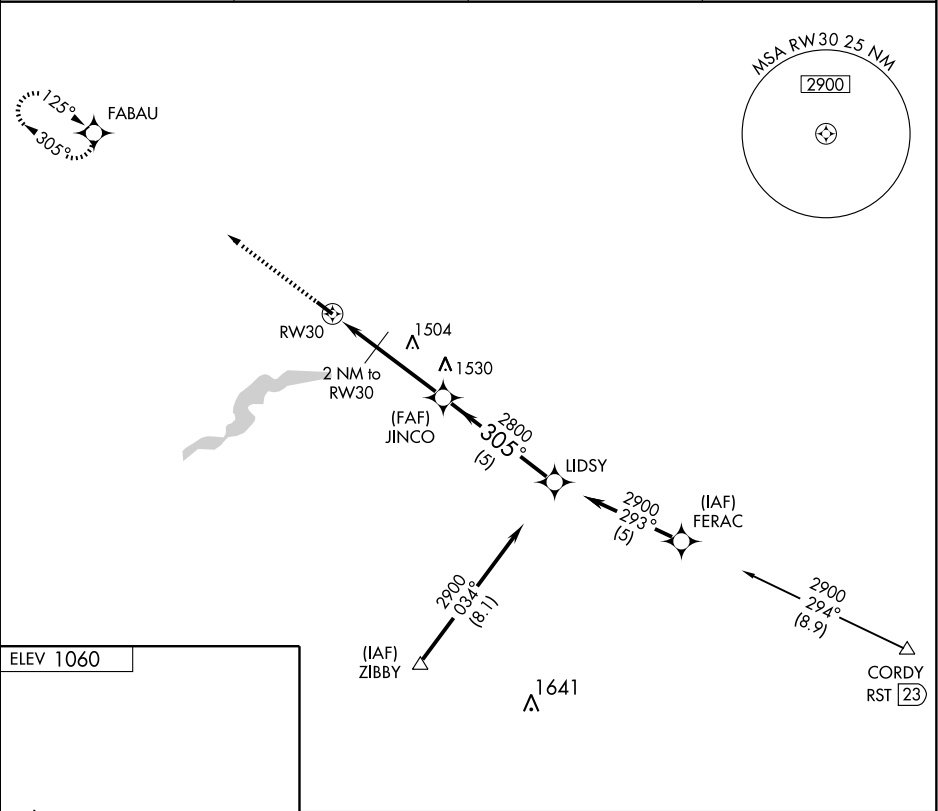 MSA RW30 25 NM
2900
125°
305°
FABAU
RW30
2 NM to
RW30
1504
1530
(FAF)
JINCO
2800
305°
(5)
LIDSY
2900
293°
(5)
(IAF)
FERAC
2900
294°
(8.9)
CORDY
RST 23
2900
034°
(8.1)
(IAF)
ZIBBY
1641
ELEV 1060